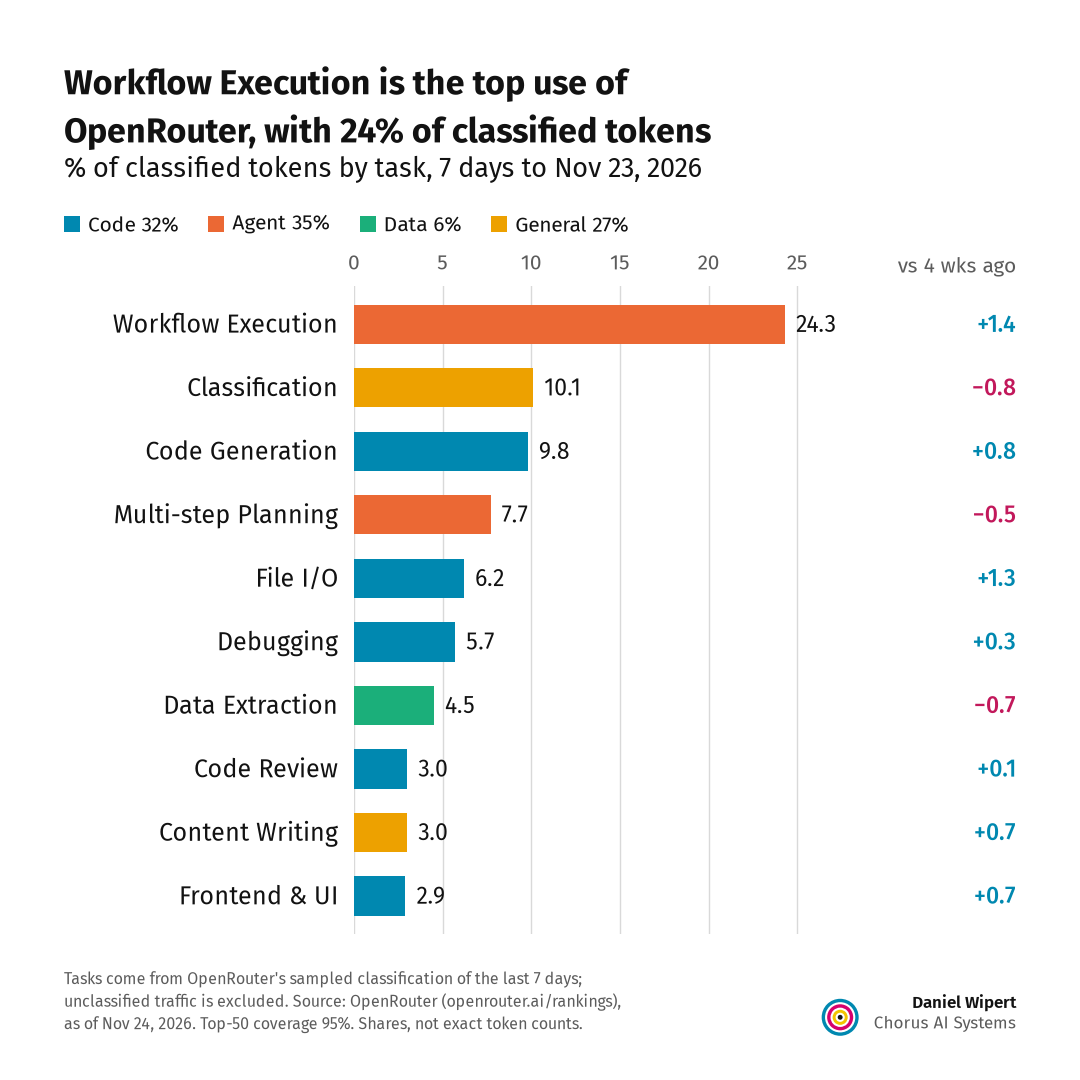 Workflow Execution is the top use of
OpenRouter, with 24% of classified tokens
% of classified tokens by task, 7 days to Nov 23, 2026
Code 32% Agent 35% Data 6% General 27%
0 5 10 15 20 25 vs 4 wks ago
Workflow Execution 24.3 +1.4
Classification 10.1 −0.8
Code Generation 9.8 +0.8
Multi-step Planning 7.7 −0.5
File I/O 6.2 +1.3
Debugging 5.7 +0.3
Data Extraction 4.5 −0.7
Code Review 3.0 +0.1
Content Writing 3.0 +0.7
Frontend & UI 2.9 +0.7
Tasks come from OpenRouter's sampled classification of the last 7 days;
unclassified traffic is excluded. Source: OpenRouter (openrouter.ai/rankings),
as of Nov 24, 2026. Top-50 coverage 95%. Shares, not exact token counts.
Daniel Wipert
Chorus AI Systems